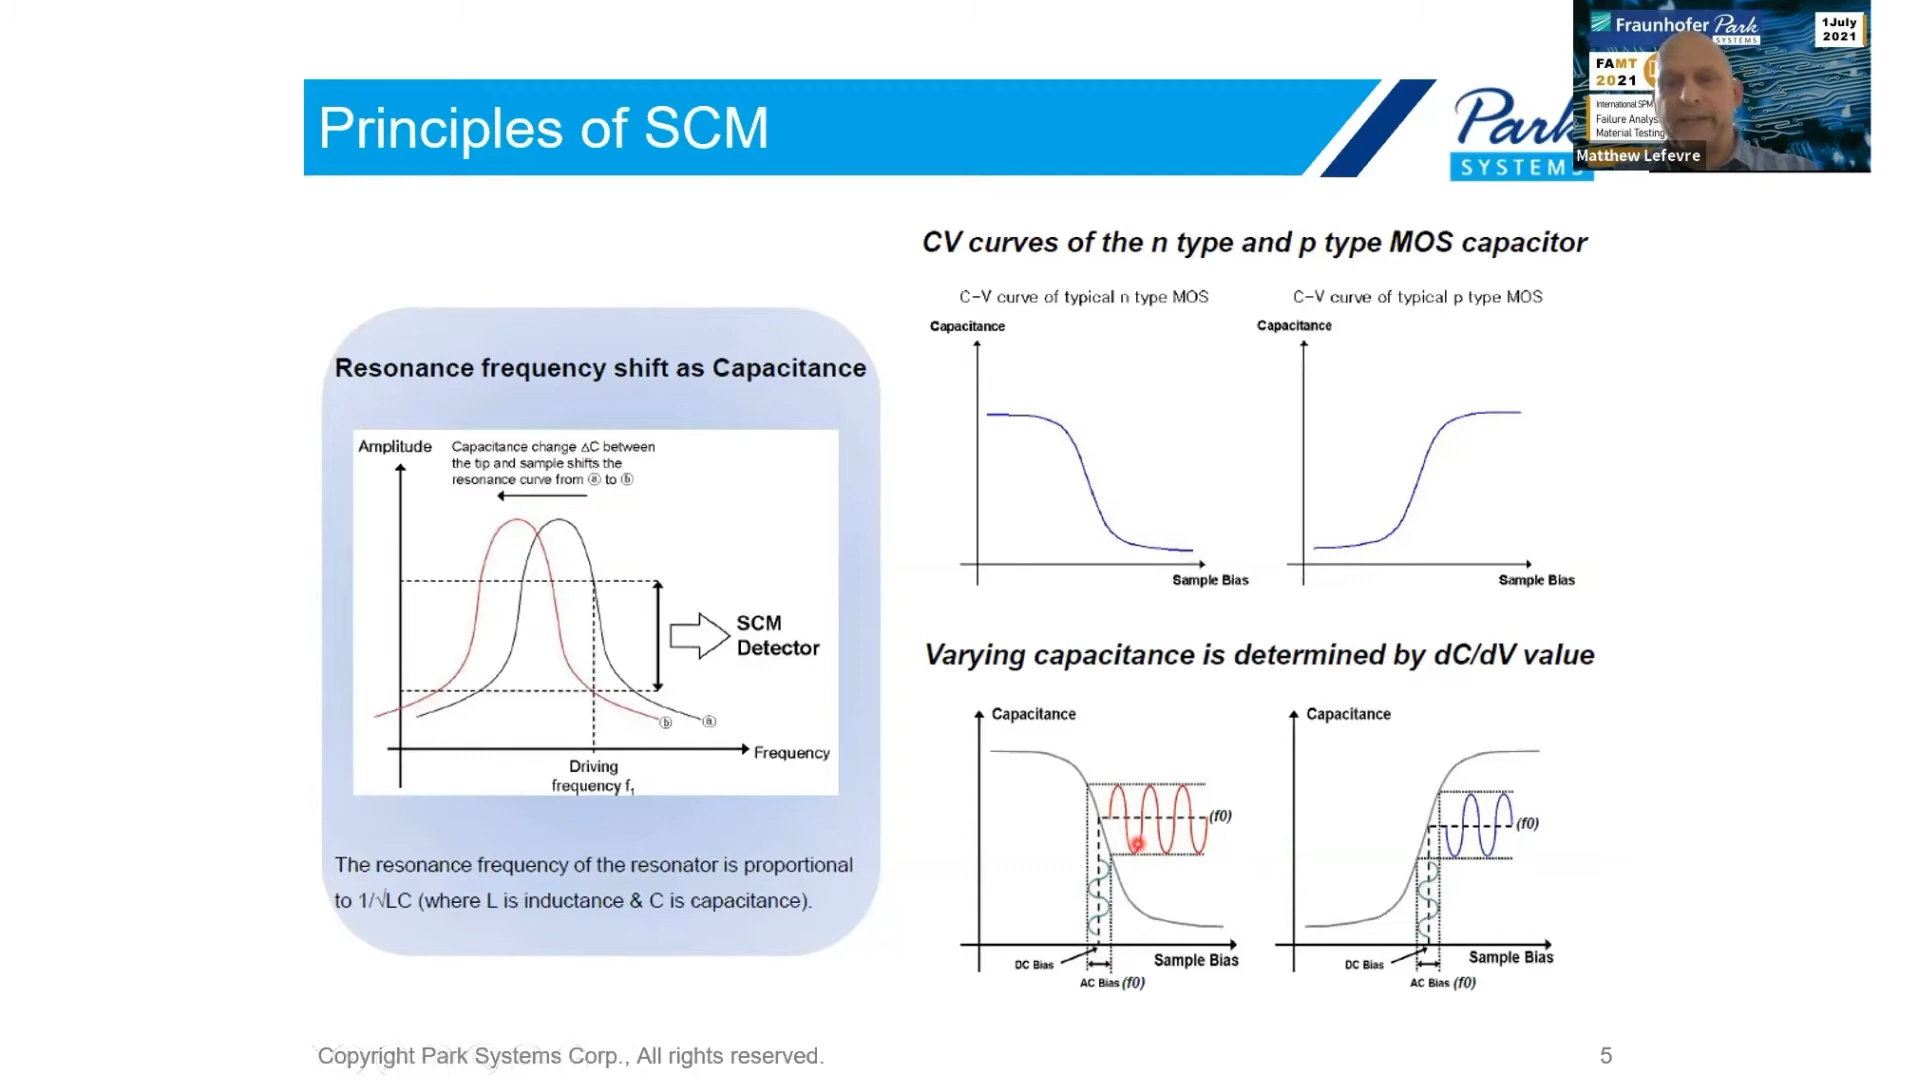 Principles of SCM
Park
SYSTEMS
Fraunhofer Park
SYSTEMS
1July
2021
FAMT
2021
International SPM
Failure
Material Testing
Matthew Lefevre
Resonance frequency shift as Capacitance
Amplitude
Capacitance change ΔC between
the tip and sample shifts the
resonance curve from ⓐ to ⓑ
SCM
Detector
ⓑ
ⓐ
Frequency
Driving
frequency f₁
The resonance frequency of the resonator is proportional
to 1/√LC (where L is inductance & C is capacitance).
CV curves of the n type and p type MOS capacitor
C-V curve of typical n type MOS
Capacitance
Sample Bias
C-V curve of typical p type MOS
Capacitance
Sample Bias
Varying capacitance is determined by dC/dV value
Capacitance
(f0)
DC Bias
Sample Bias
AC Bias (f0)
Capacitance
(f0)
DC Bias
Sample Bias
AC Bias (f0)
Copyright Park Systems Corp., All rights reserved.
5